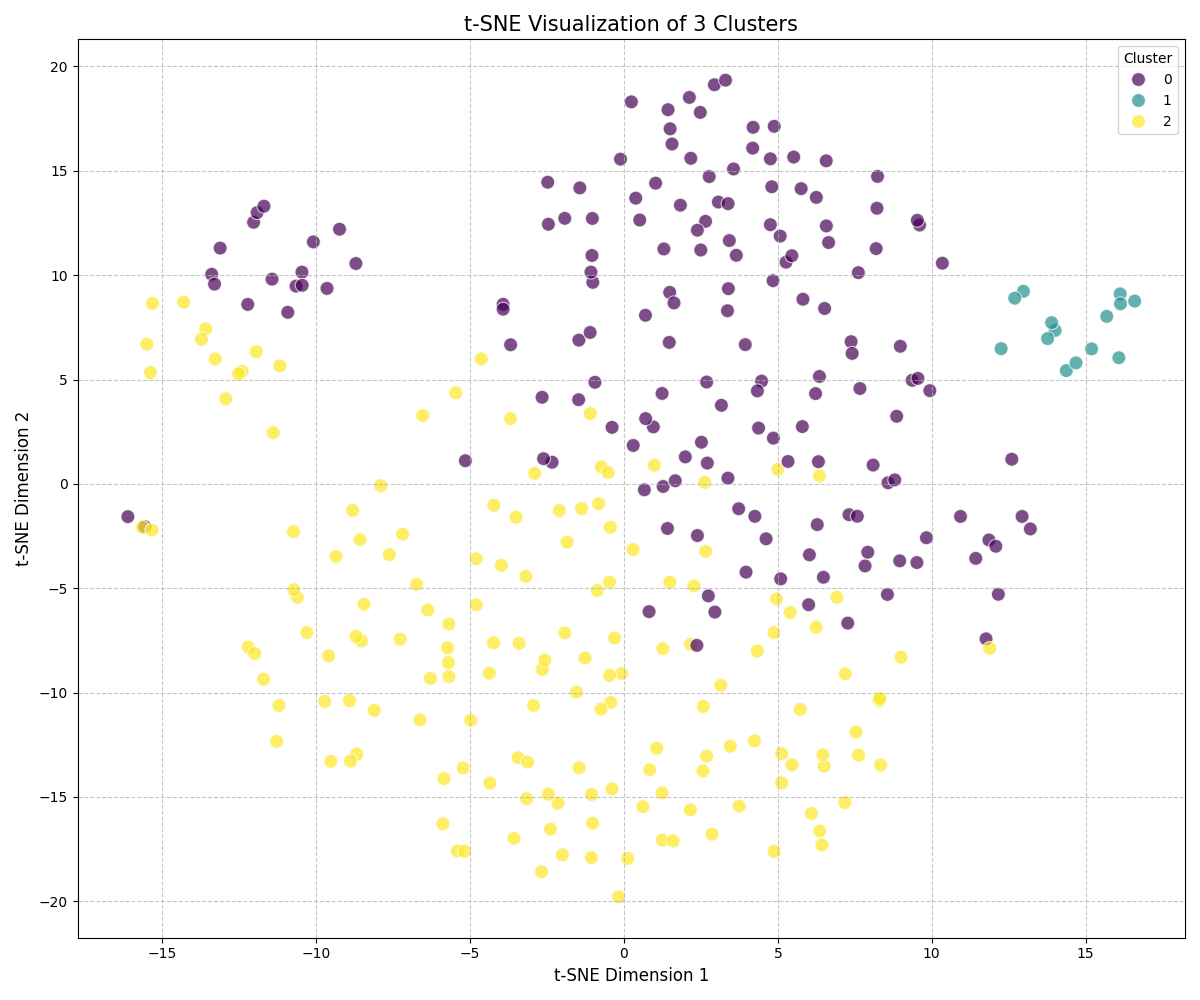 t-SNE Visualization of 3 Clusters
Cluster
0
1
2
20
15
10
5
0
−5
−10
−15
−20
t-SNE Dimension 2
−15 −10 −5 0 5 10 15
t-SNE Dimension 1